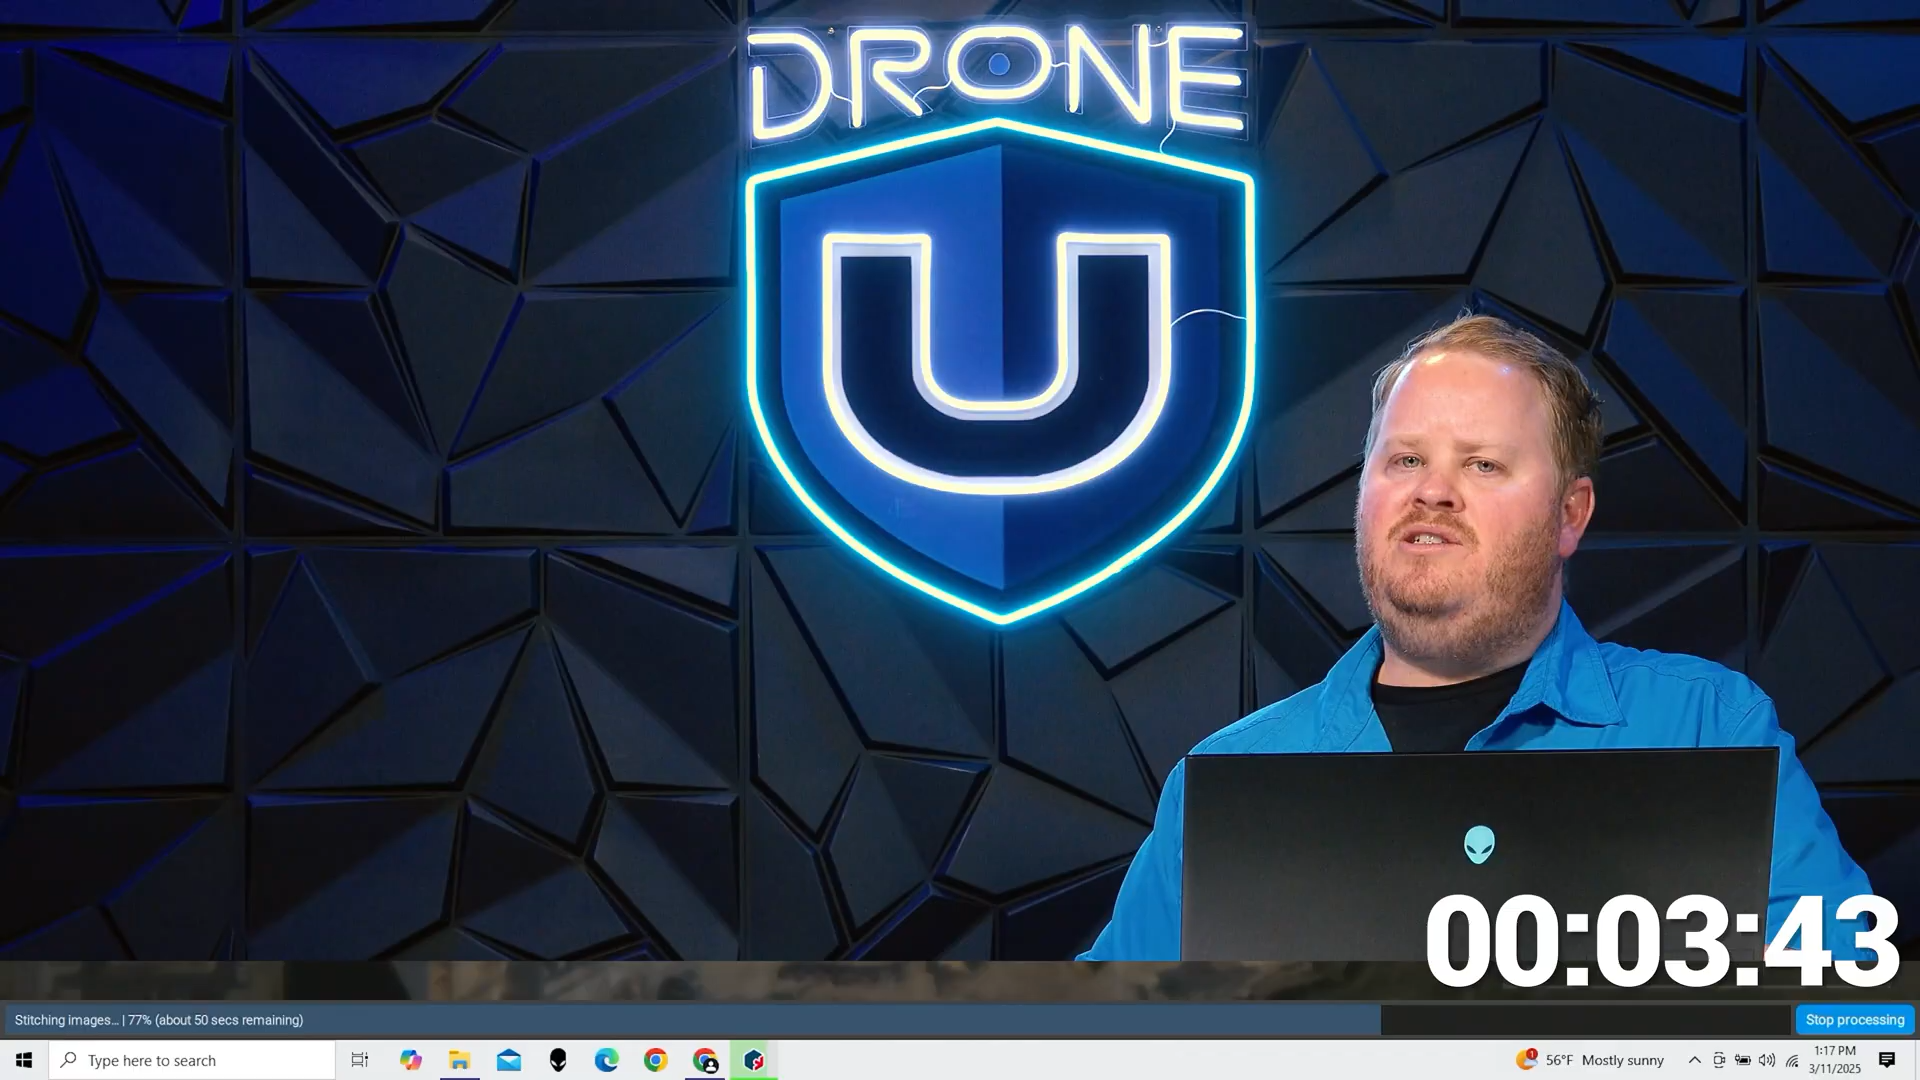 DRONE
U
00:03:43
Stitching images... | 77% (about 50 secs remaining)
Stop processing
Type here to search
1
56°F Mostly sunny
1:17 PM
3/11/2025